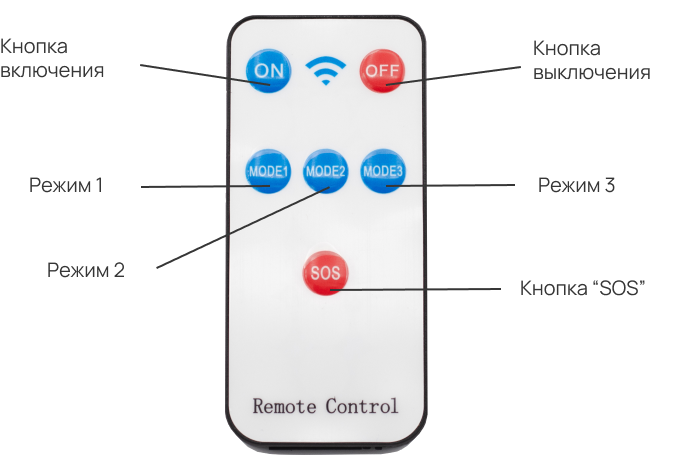 Кнопка
включения
Кнопка
выключения
ON
OFF
MODE1
MODE2
MODE3
Режим 1
Режим 3
Режим 2
SOS
Кнопка “SOS”
Remote Control